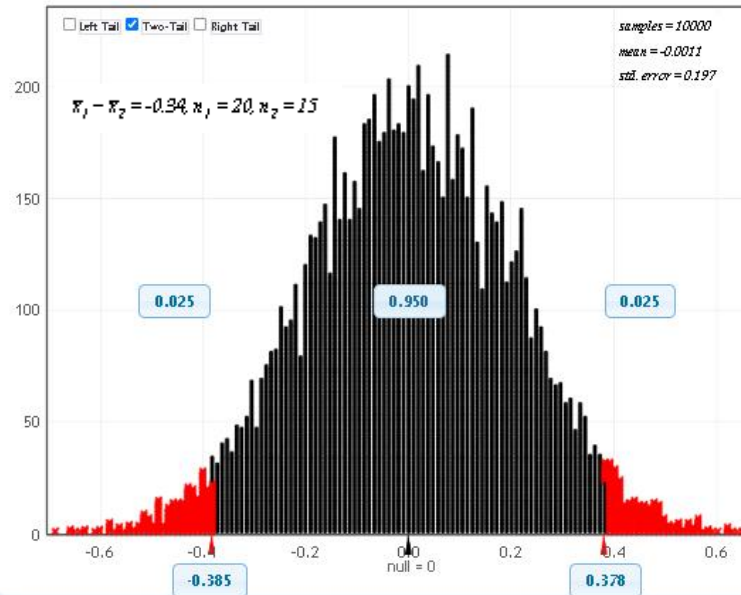 Left Tail Two-Tail Right Tail
samples = 10000
mean = -0.0011
std. error = 0.197
x̄₁ − x̄₂ = -0.34, n₁ = 20, n₂ = 15
200
150
100
50
0
0.025
0.950
0.025
-0.6 -0.4 -0.2 0.0 0.2 0.4 0.6
null = 0
-0.385
0.378